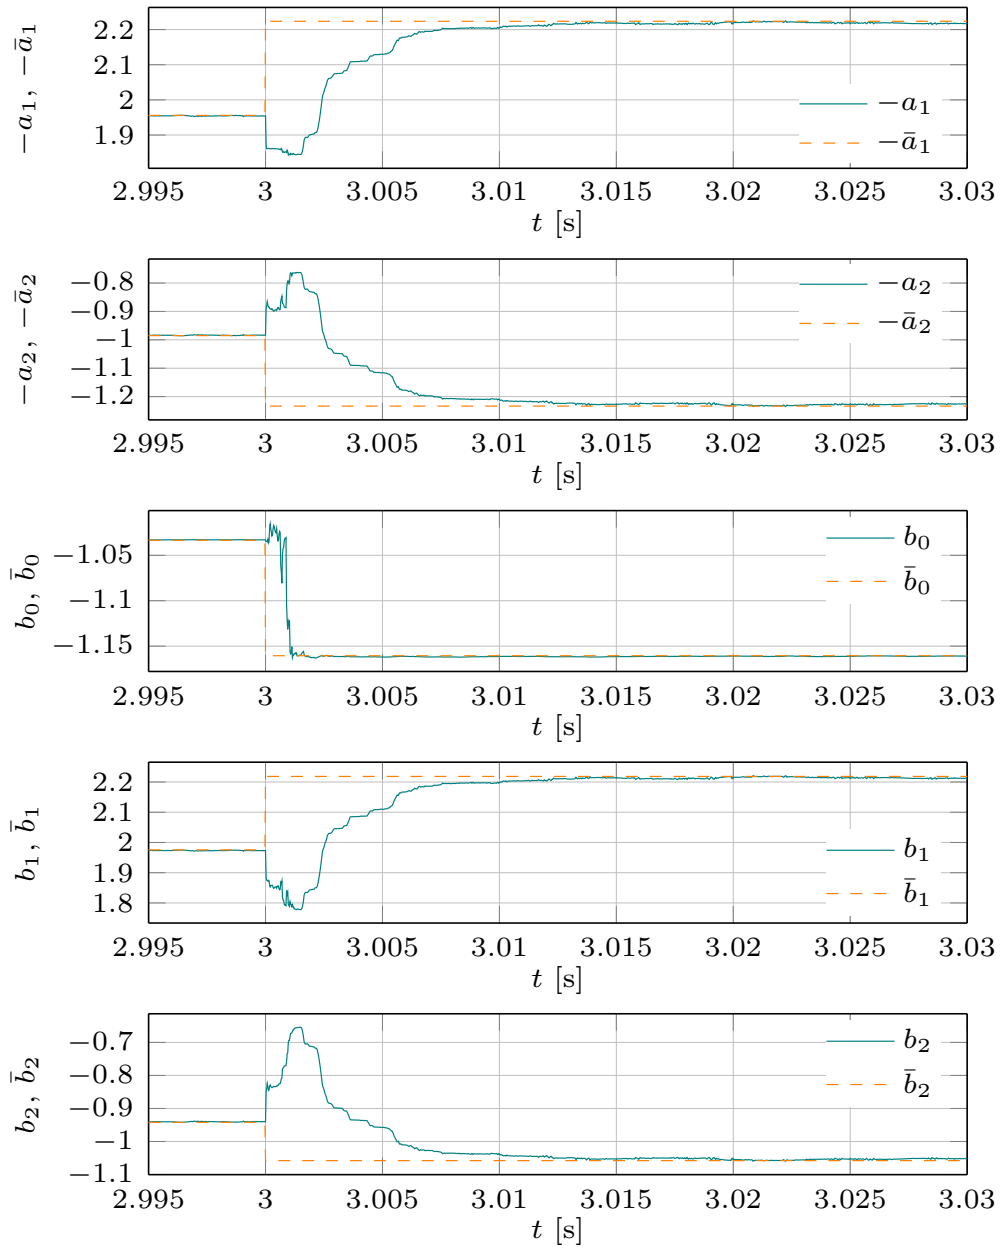 2.2
2.1
2
1.9
−a₁, −ā₁
−a₁
−ā₁
2.995 3 3.005 3.01 3.015 3.02 3.025 3.03
t [s]
−0.8
−0.9
−1
−1.1
−1.2
−a₂, −ā₂
−a₂
−ā₂
2.995 3 3.005 3.01 3.015 3.02 3.025 3.03
t [s]
−1.05
−1.1
−1.15
b₀, b̄₀
b₀
b̄₀
2.995 3 3.005 3.01 3.015 3.02 3.025 3.03
t [s]
2.2
2.1
2
1.9
1.8
b₁, b̄₁
b₁
b̄₁
2.995 3 3.005 3.01 3.015 3.02 3.025 3.03
t [s]
−0.7
−0.8
−0.9
−1
−1.1
b₂, b̄₂
b₂
b̄₂
2.995 3 3.005 3.01 3.015 3.02 3.025 3.03
t [s]